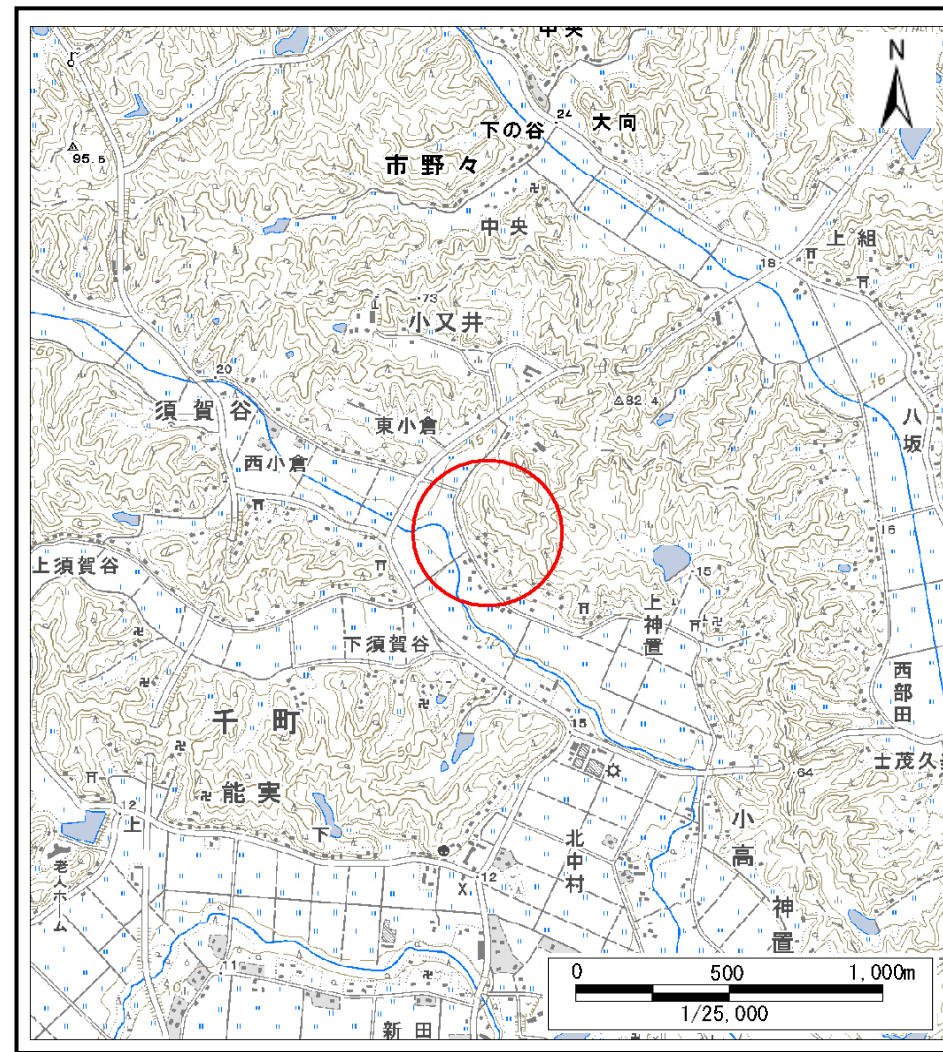 中央
N
24
下の谷
大向
95.5
市野々
中央
上組
18
73
小又井
20
82.4
須賀谷
東小倉
15
16
八坂
西小倉
16
上須賀谷
15
上神置
下須賀谷
西部田
千町
15
64
能実
小高
12
上
下
北中村
老人ホーム
12
神置
11
新田
0 500 1,000m
1/25,000